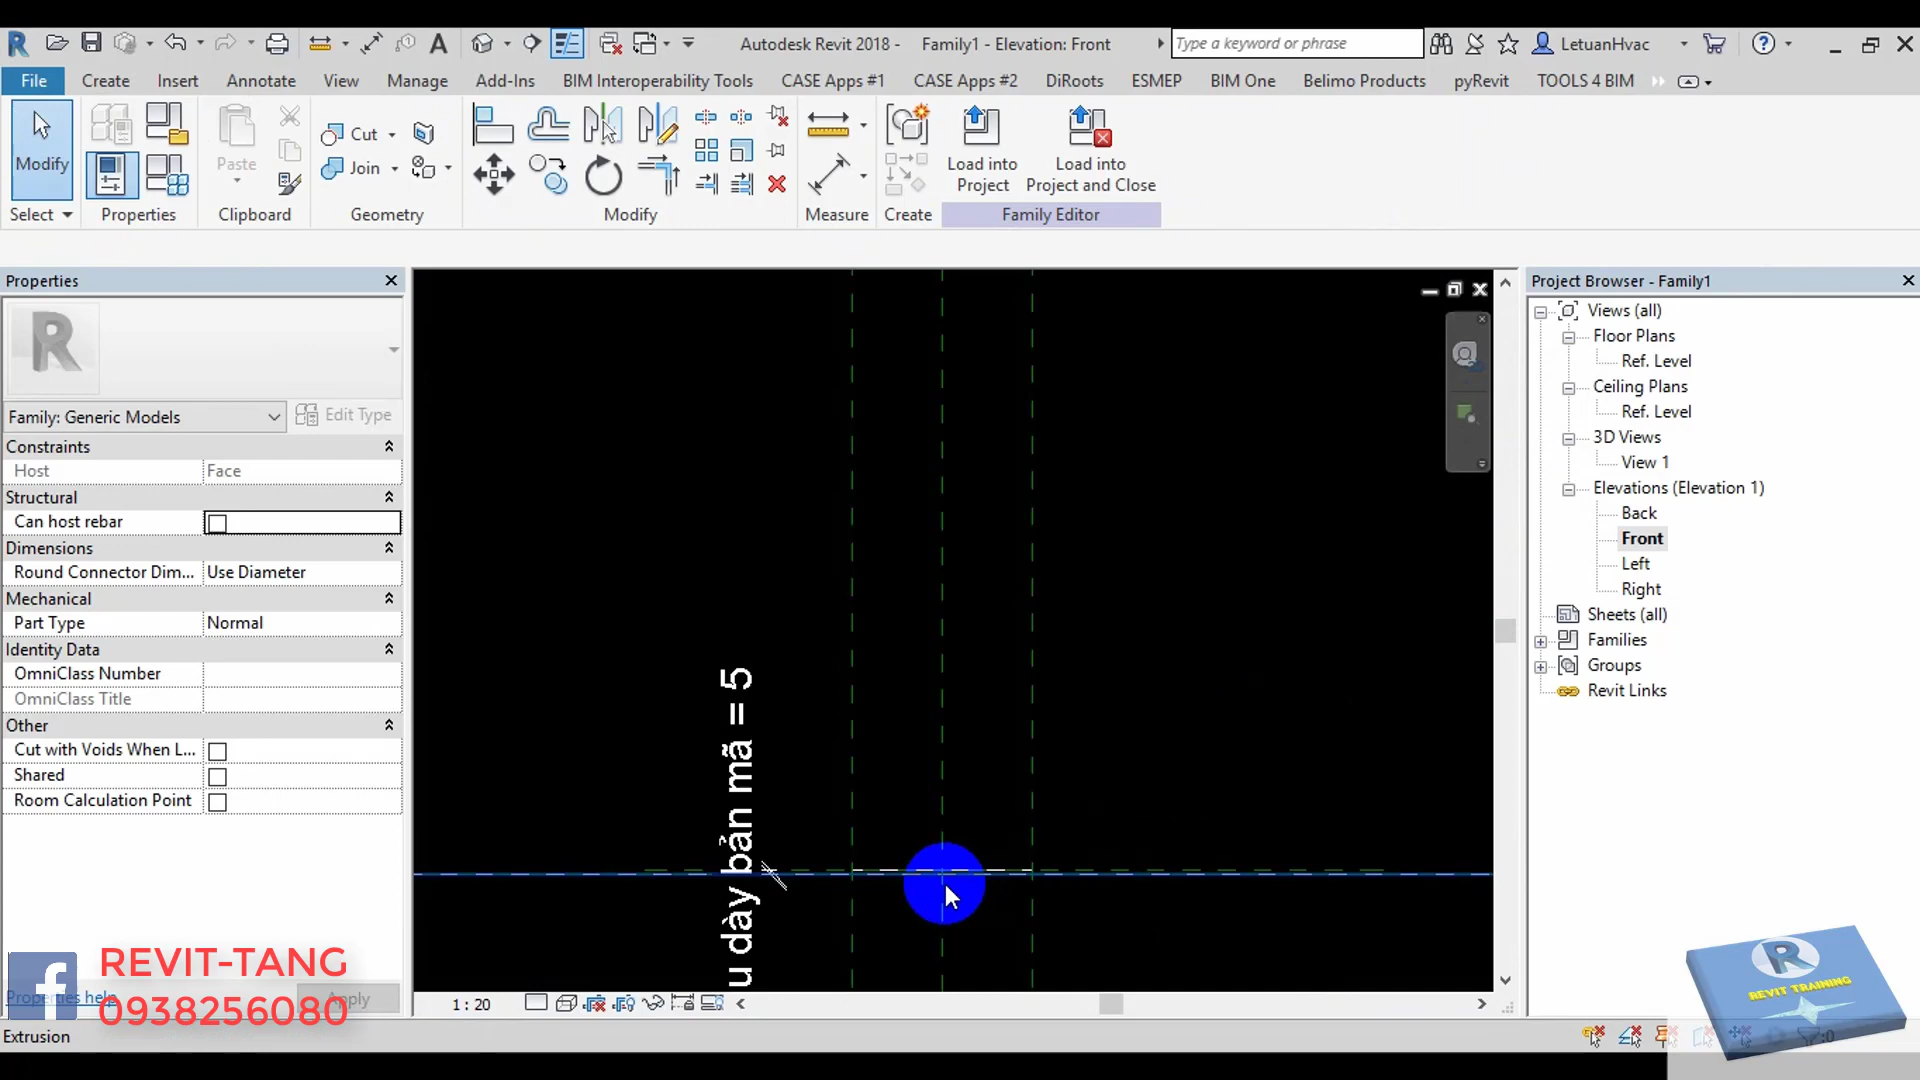 Autodesk Revit 2018 - Family1 - Elevation: Front
Type a keyword or phrase
LetuanHvac
File Create Insert Annotate View Manage Add-Ins BIM Interoperability Tools CASE Apps #1 CASE Apps #2 DiRoots ESMEP BIM One Belimo Products pyRevit TOOLS 4 BIM
Modify
Paste
Cut
Join
Load into Project
Load into Project and Close
Select Properties Clipboard Geometry Modify Measure Create Family Editor
Properties
Family: Generic Models
Edit Type
Constraints
Host Face
Structural
Can host rebar
Dimensions
Round Connector Dim... Use Diameter
Mechanical
Part Type Normal
Identity Data
OmniClass Number
OmniClass Title
Other
Cut with Voids When L...
Shared
Room Calculation Point
Properties help
Apply
REVIT-TANG
0938256080
Extrusion
u dày bản mã = 5
1 : 20
Project Browser - Family1
Views (all)
Floor Plans
Ref. Level
Ceiling Plans
Ref. Level
3D Views
View 1
Elevations (Elevation 1)
Back
Front
Left
Right
Sheets (all)
Families
Groups
Revit Links
REVIT TRAINING
:0